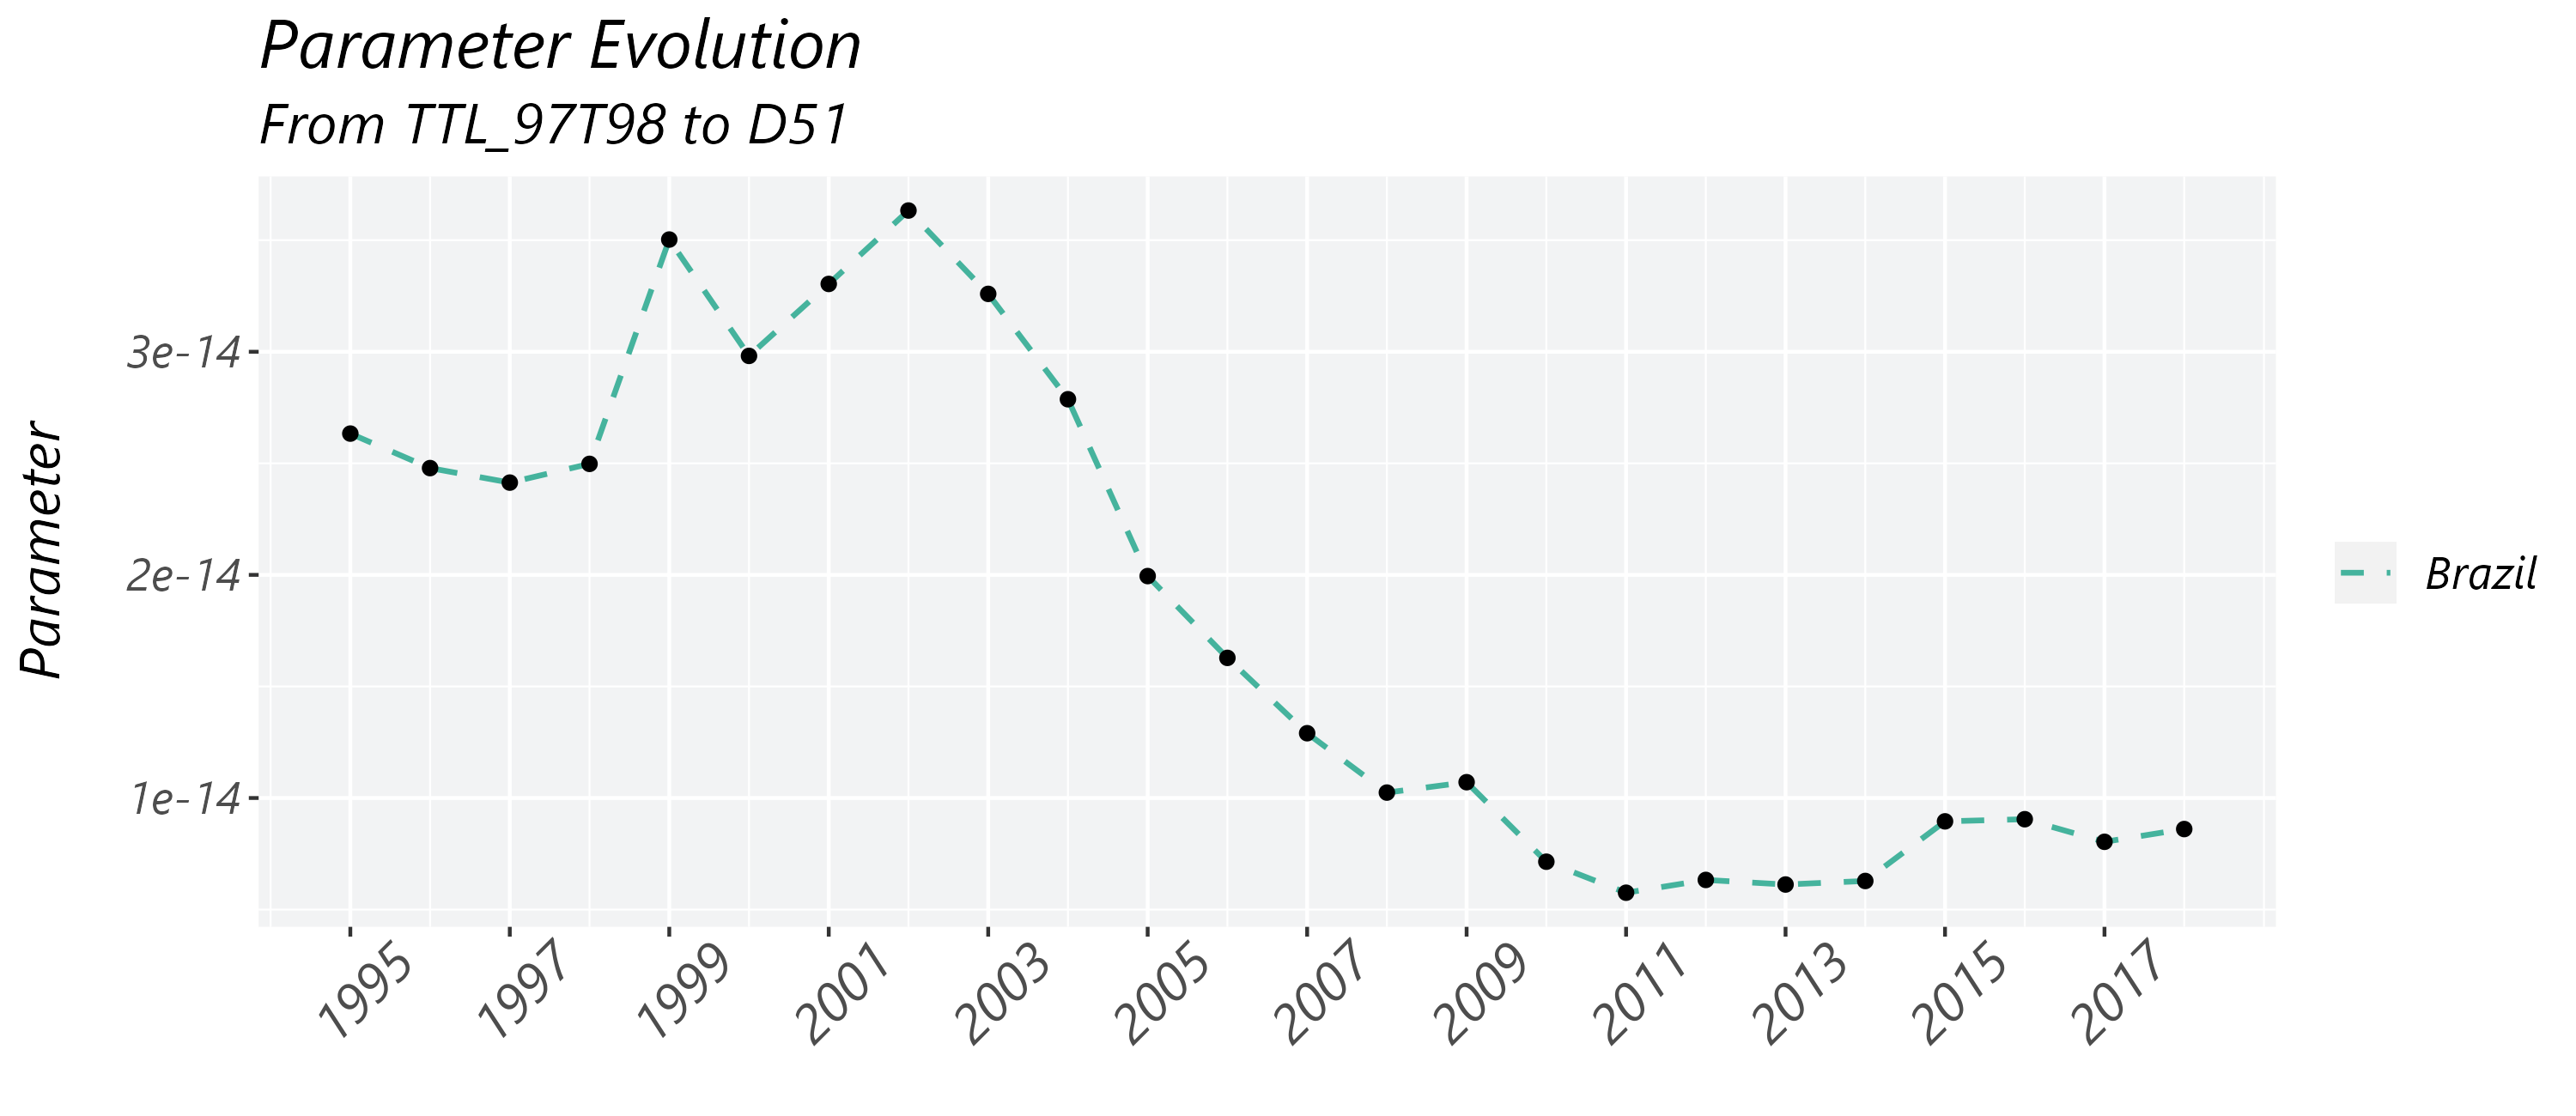 Parameter Evolution
From TTL_97T98 to D51
Parameter
3e-14
2e-14
1e-14
1995
1997
1999
2001
2003
2005
2007
2009
2011
2013
2015
2017
Brazil